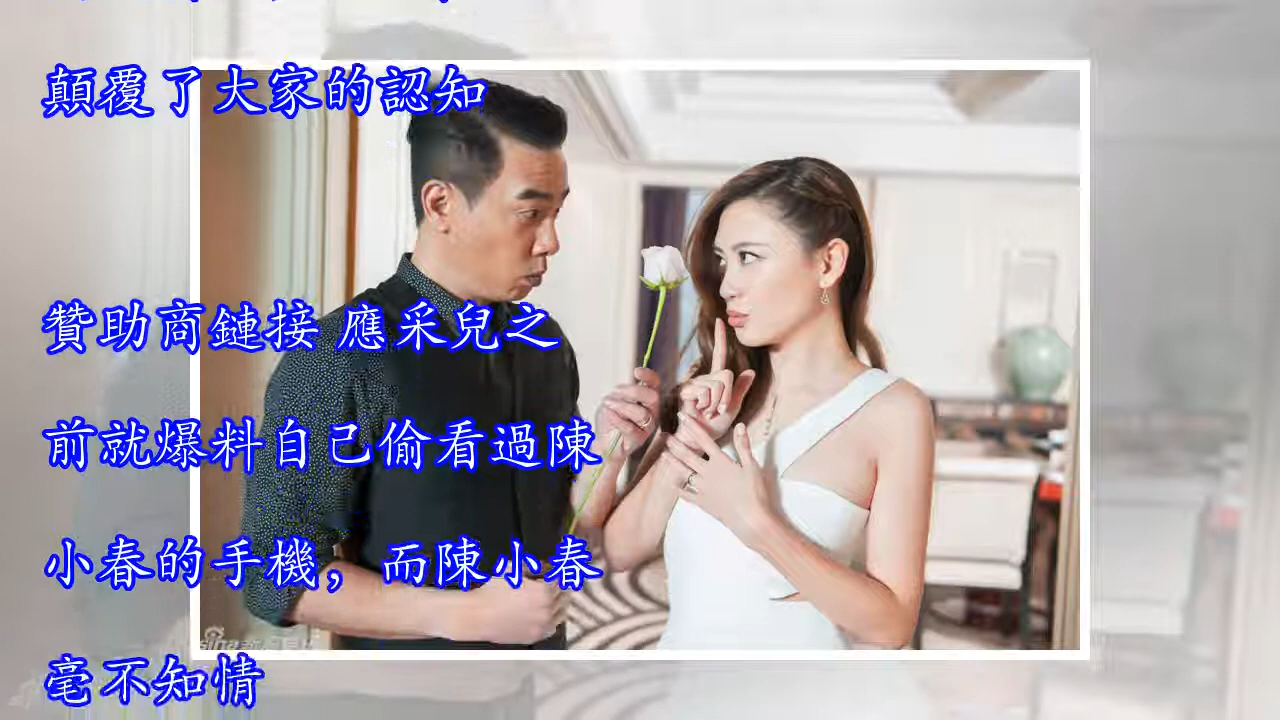 顛覆了大家的認知
贊助商鏈接 應采兒之
前就爆料自己偷看過陳
小春的手機，而陳小春
毫不知情
sina